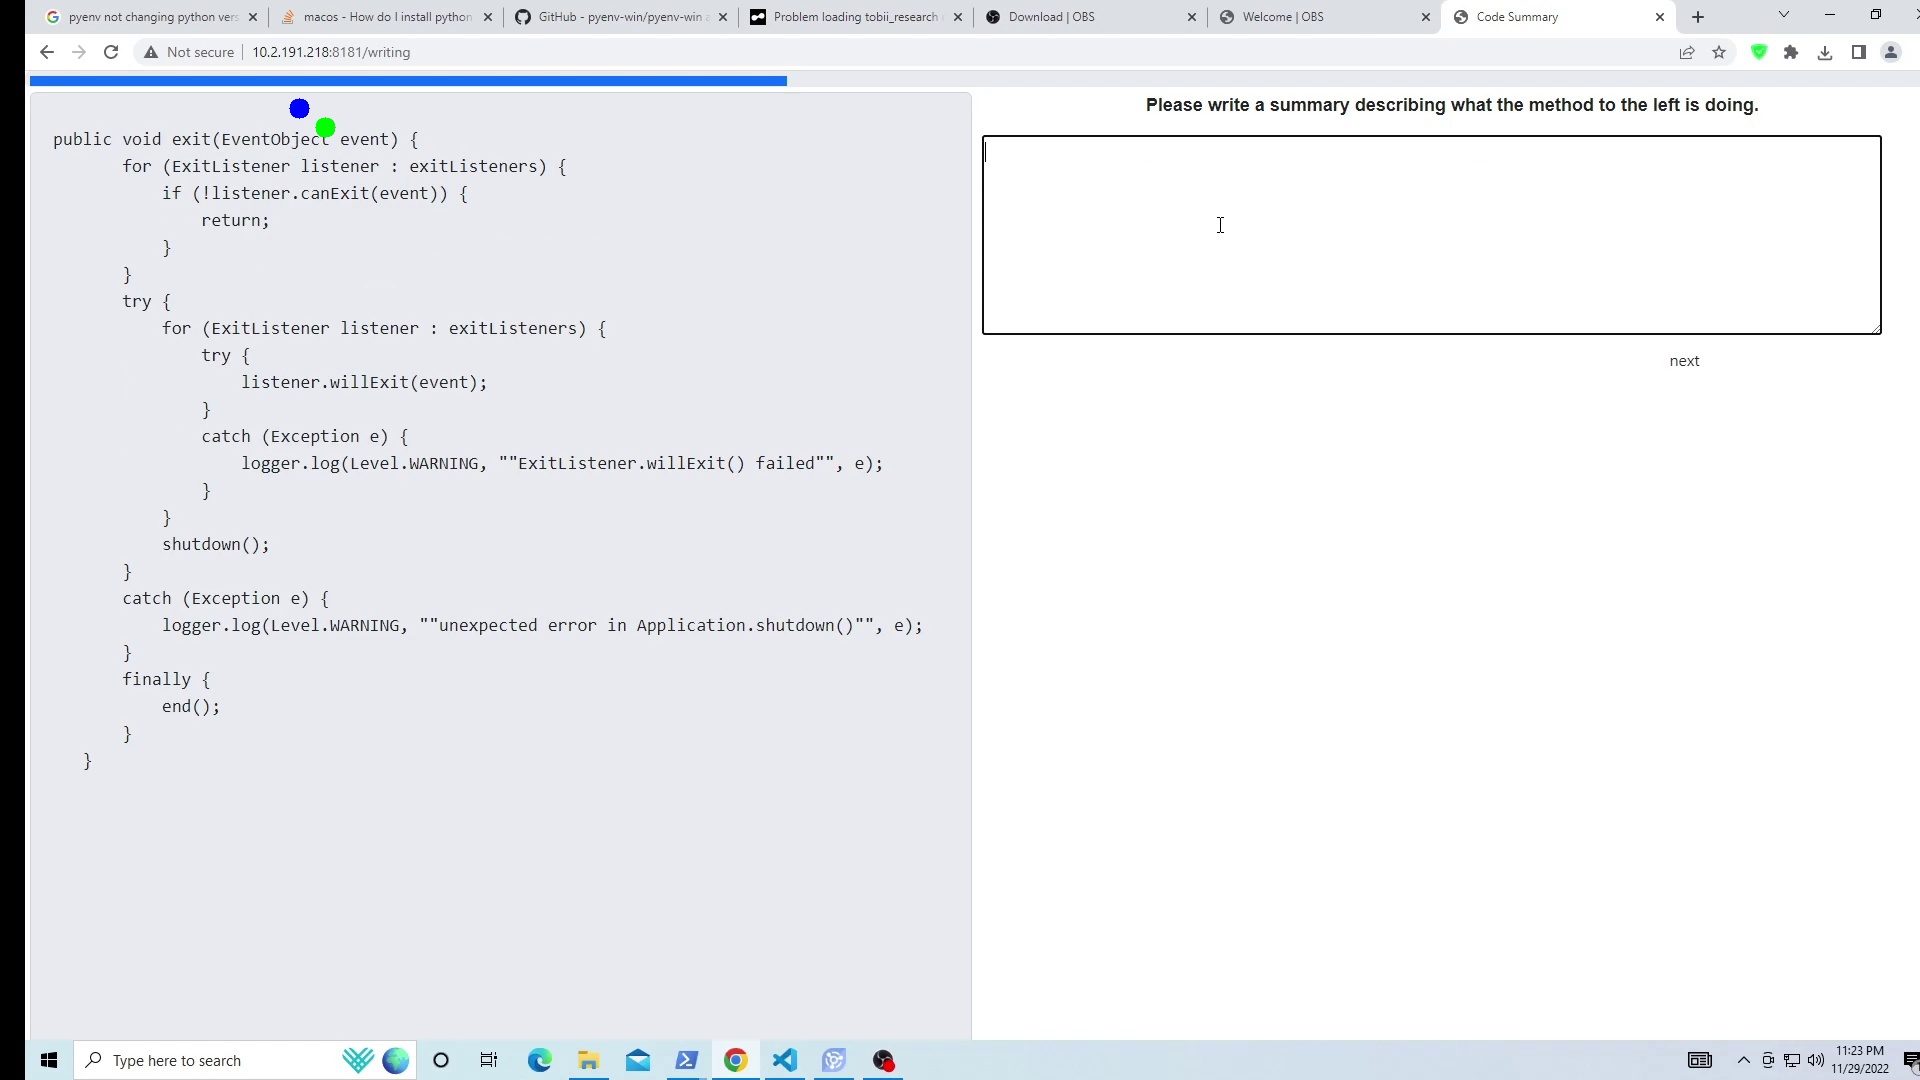 pyenv not changing python vers
macos - How do I install python
GitHub - pyenv-win/pyenv-win a
Problem loading tobii_research
Download | OBS
Welcome | OBS
Code Summary
Not secure
10.2.191.218:8181/writing
public void exit(EventObject event) {
for (ExitListener listener : exitListeners) {
if (!listener.canExit(event)) {
return;
}
}
try {
for (ExitListener listener : exitListeners) {
try {
listener.willExit(event);
}
catch (Exception e) {
logger.log(Level.WARNING, ""ExitListener.willExit() failed"", e);
}
}
shutdown();
}
catch (Exception e) {
logger.log(Level.WARNING, ""unexpected error in Application.shutdown()"", e);
}
finally {
end();
}
}
Please write a summary describing what the method to the left is doing.
next
Type here to search
11:23 PM
11/29/2022